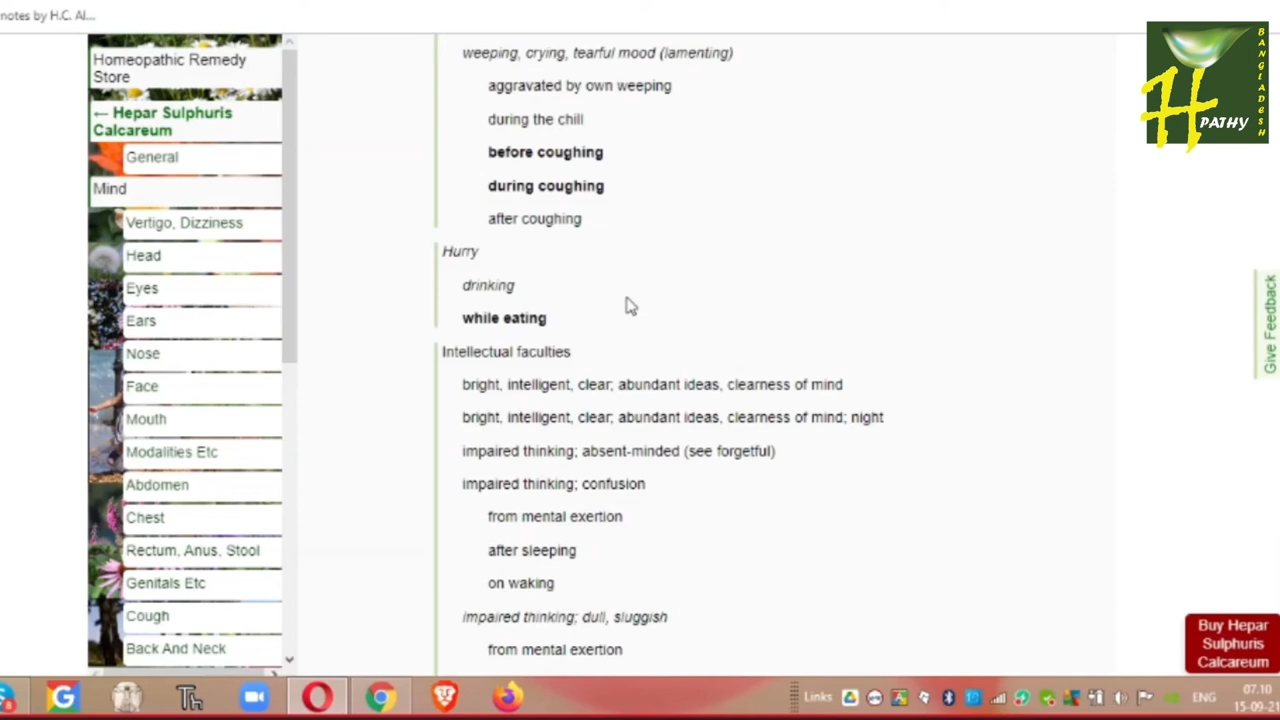 notes by H.C. Al...
Homeopathic Remedy
Store
← Hepar Sulphuris
Calcareum
General
Mind
Vertigo, Dizziness
Head
Eyes
Ears
Nose
Face
Mouth
Modalities Etc
Abdomen
Chest
Rectum, Anus, Stool
Genitals Etc
Cough
Back And Neck
weeping, crying, tearful mood (lamenting)
aggravated by own weeping
during the chill
before coughing
during coughing
after coughing
Hurry
drinking
while eating
Intellectual faculties
bright, intelligent, clear; abundant ideas, clearness of mind
bright, intelligent, clear; abundant ideas, clearness of mind; night
impaired thinking; absent-minded (see forgetful)
impaired thinking; confusion
from mental exertion
after sleeping
on waking
impaired thinking; dull, sluggish
from mental exertion
H
PATHY
BANGLADESH
Give Feedback
Buy Hepar
Sulphuris
Calcareum
Links
ENG
07.10
15-09-21